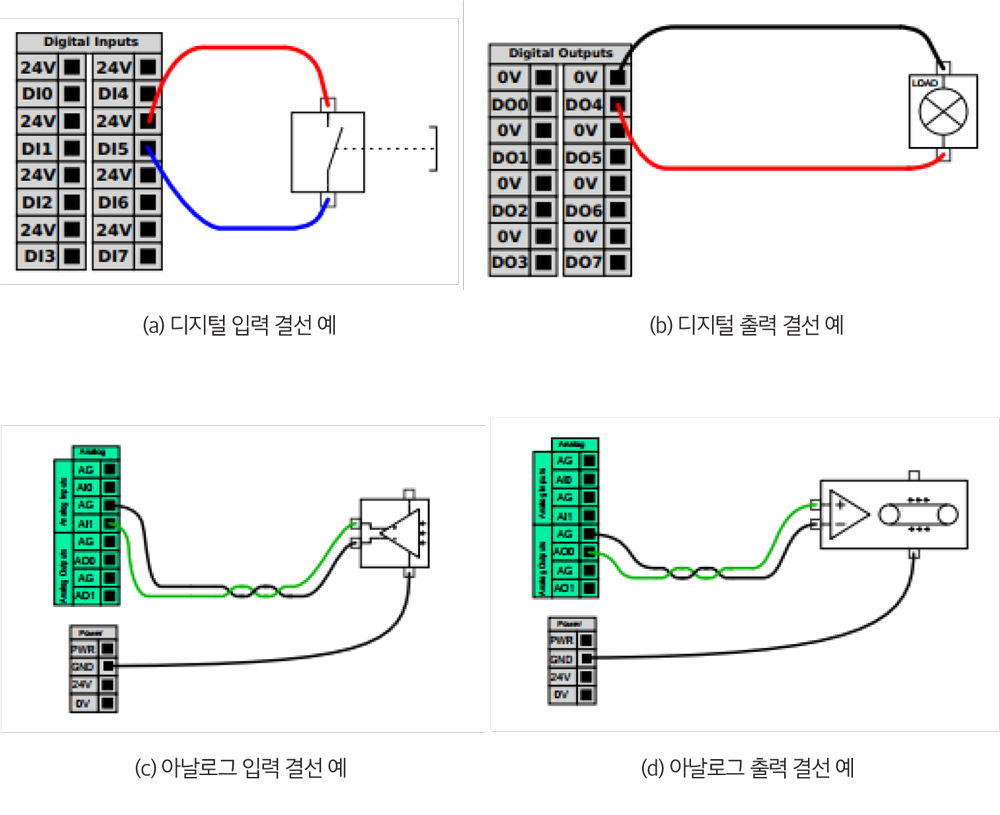 Digital Inputs
24V 24V
DI0 DI4
24V 24V
DI1 DI5
24V 24V
DI2 DI6
24V 24V
DI3 DI7
(a) 디지털 입력 결선 예
Digital Outputs
0V 0V
DO0 DO4
0V 0V
DO1 DO5
0V 0V
DO2 DO6
0V 0V
DO3 DO7
LOAD
(b) 디지털 출력 결선 예
Analog
Analog Inputs
AG
AI0
AG
AI1
Analog Outputs
AG
AO0
AG
AO1
Power
PWR
GND
24V
0V
(c) 아날로그 입력 결선 예
Analog
Analog Inputs
AG
AI0
AG
AI1
Analog Outputs
AG
AO0
AG
AO1
Power
PWR
GND
24V
0V
(d) 아날로그 출력 결선 예